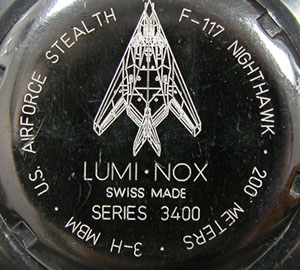 U.S. AIRFORCE STEALTH F-117 NIGHTHAWK • 200 METERS • 3-H MBM •
LUMI•NOX
SWISS MADE
SERIES 3400